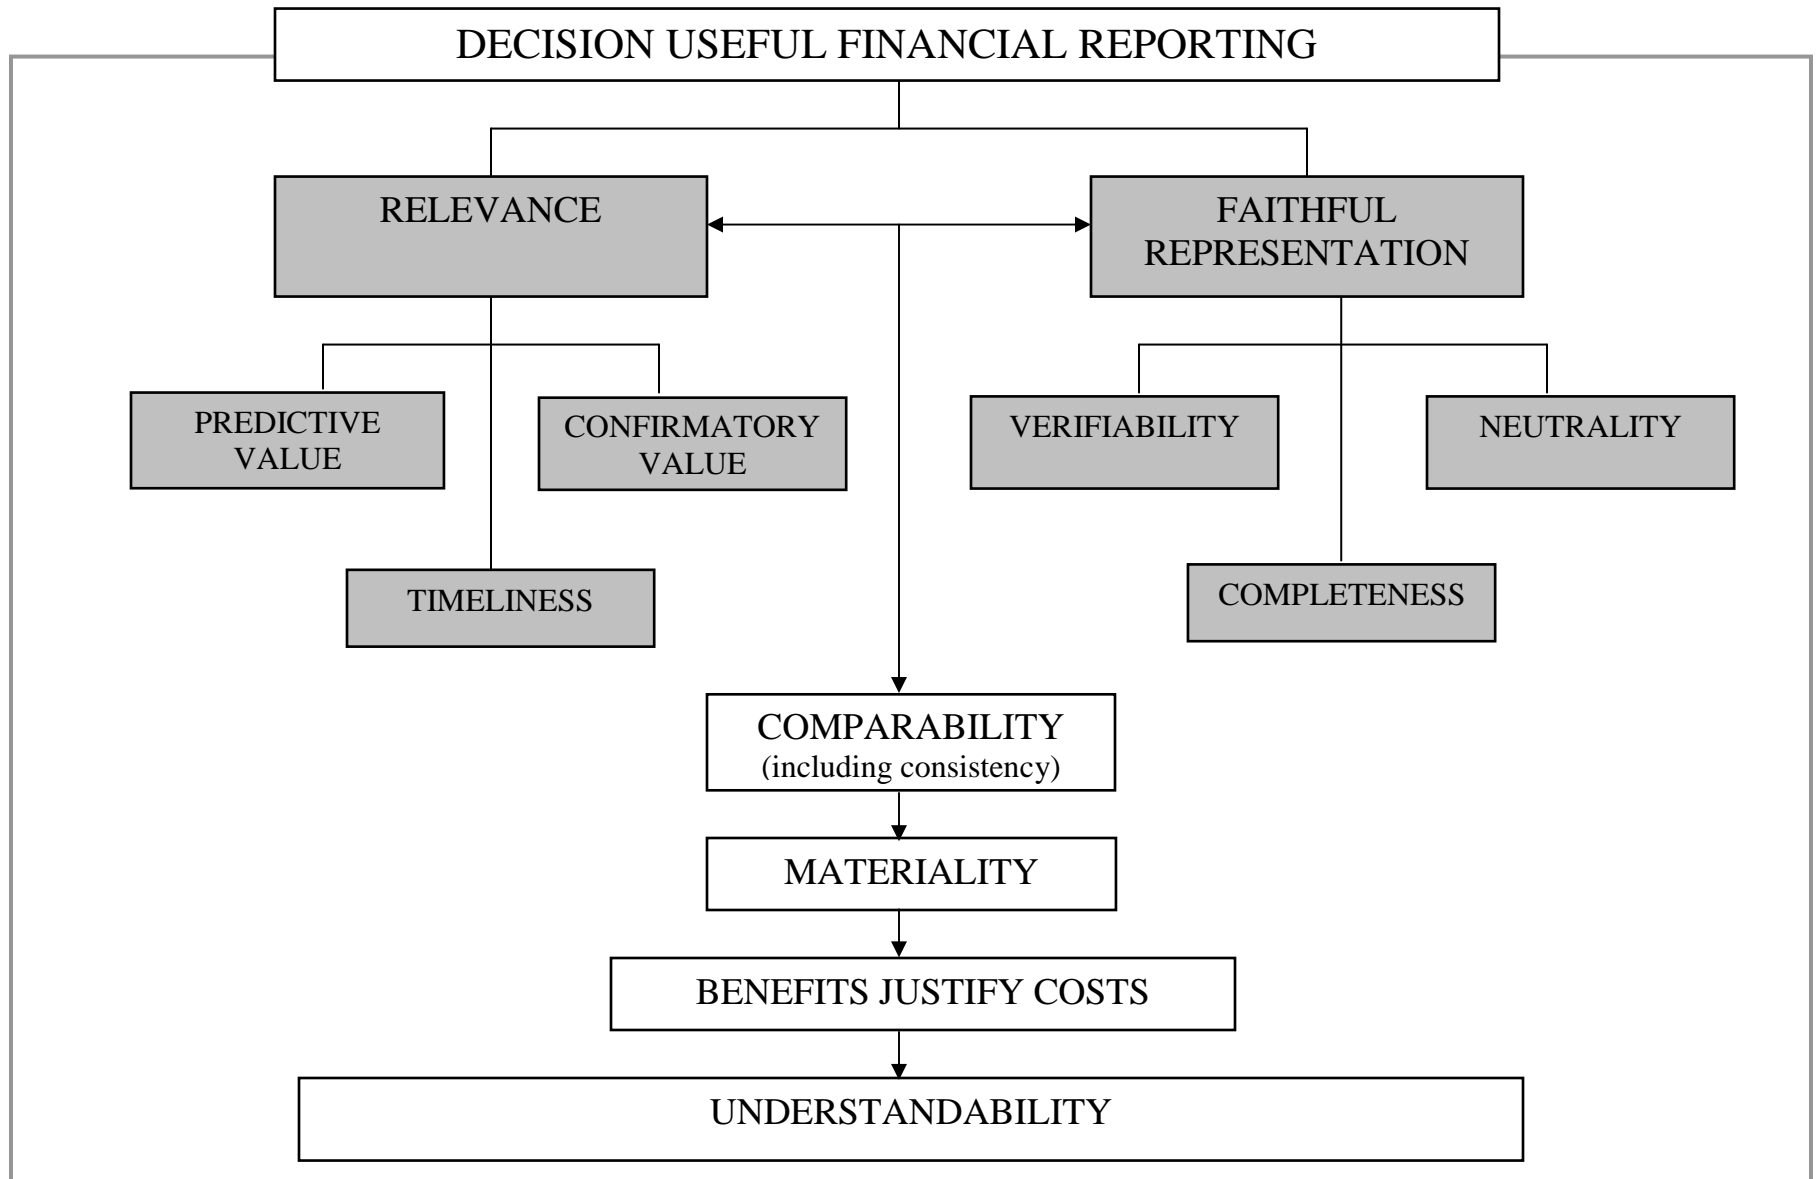 DECISION USEFUL FINANCIAL REPORTING
RELEVANCE
FAITHFUL
REPRESENTATION
PREDICTIVE
VALUE
CONFIRMATORY
VALUE
VERIFIABILITY
NEUTRALITY
TIMELINESS
COMPLETENESS
COMPARABILITY
(including consistency)
MATERIALITY
BENEFITS JUSTIFY COSTS
UNDERSTANDABILITY